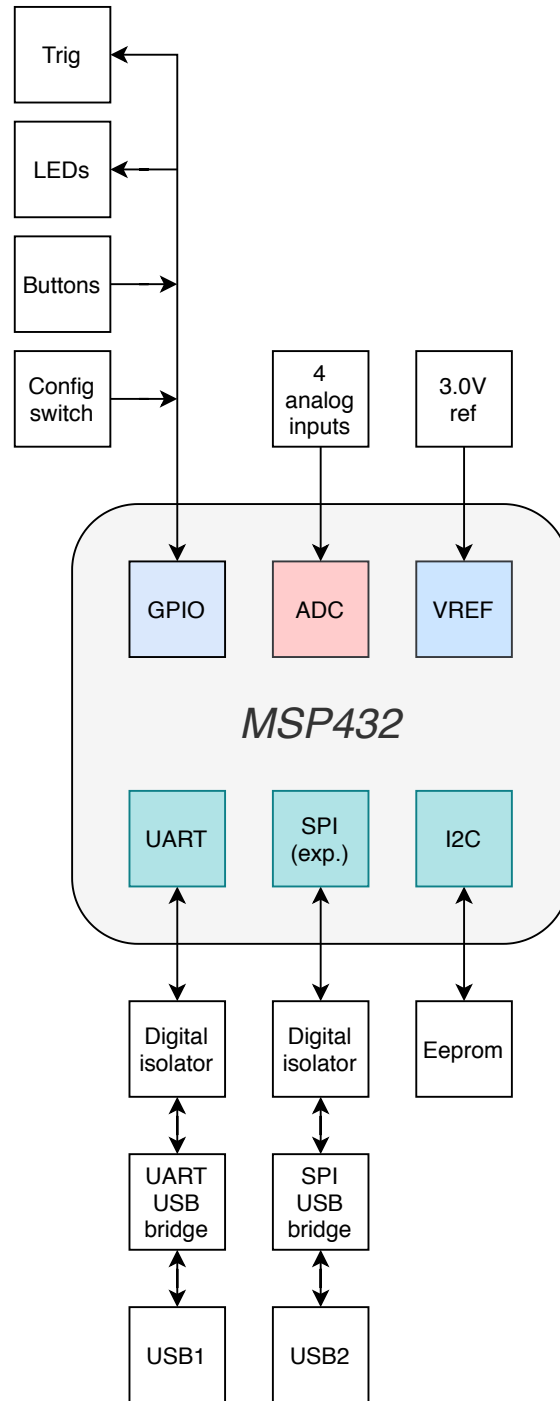 Trig
LEDs
Buttons
Config
switch
4
analog
inputs
3.0V
ref
GPIO
ADC
VREF
MSP432
UART
SPI
(exp.)
I2C
Digital
isolator
Digital
isolator
Eeprom
UART
USB
bridge
SPI
USB
bridge
USB1
USB2